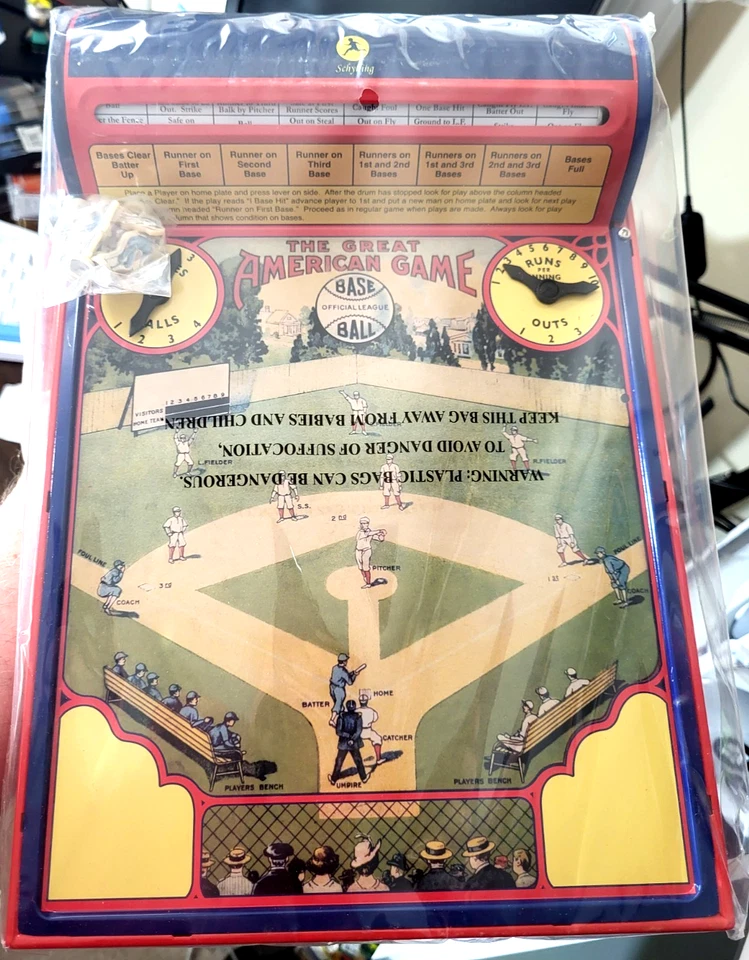 Schylling
Out. Strike
Balk by Pitcher
Runner Scores
Caught Foul
One Base Hit
Batter Out
Fly
er the Fence
Safe on
Out on Steal
Out on Fly
Ground to L.F.
Bases Clear
Batter
Up
Runner on
First
Base
Runner on
Second
Base
Runner on
Third
Base
Runners on
1st and 2nd
Bases
Runners on
1st and 3rd
Bases
Runners on
2nd and 3rd
Bases
Bases
Full
Place a Player on home plate and press lever on side. After the drum has stopped look for play above the column headed
Clear." If the play reads "1 Base Hit" advance player to 1st and put a new man on home plate and look for next play
headed "Runner on First Base." Proceed as in regular game when plays are made. Always look for play
that shows condition on bases.
THE GREAT
AMERICAN GAME
BASE
OFFICIAL LEAGUE
BALL
1 2 3 4
2 3 4 5 6 7 8 9 10
RUNS
PER
INNING
OUTS
1 2 3
1 2 3 4 5 6 7 8 9
VISITORS
HOME TEAM
WARNING: PLASTIC BAGS CAN BE DANGEROUS.
TO AVOID DANGER OF SUFFOCATION,
KEEP THIS BAG AWAY FROM BABIES AND CHILDREN
L.FIELDER
R.FIELDER
S.S.
2 BD
PITCHER
FOUL LINE
FOUL LINE
3 BD
COACH
COACH
BATTER
HOME
CATCHER
UMPIRE
PLAYERS BENCH
PLAYERS BENCH